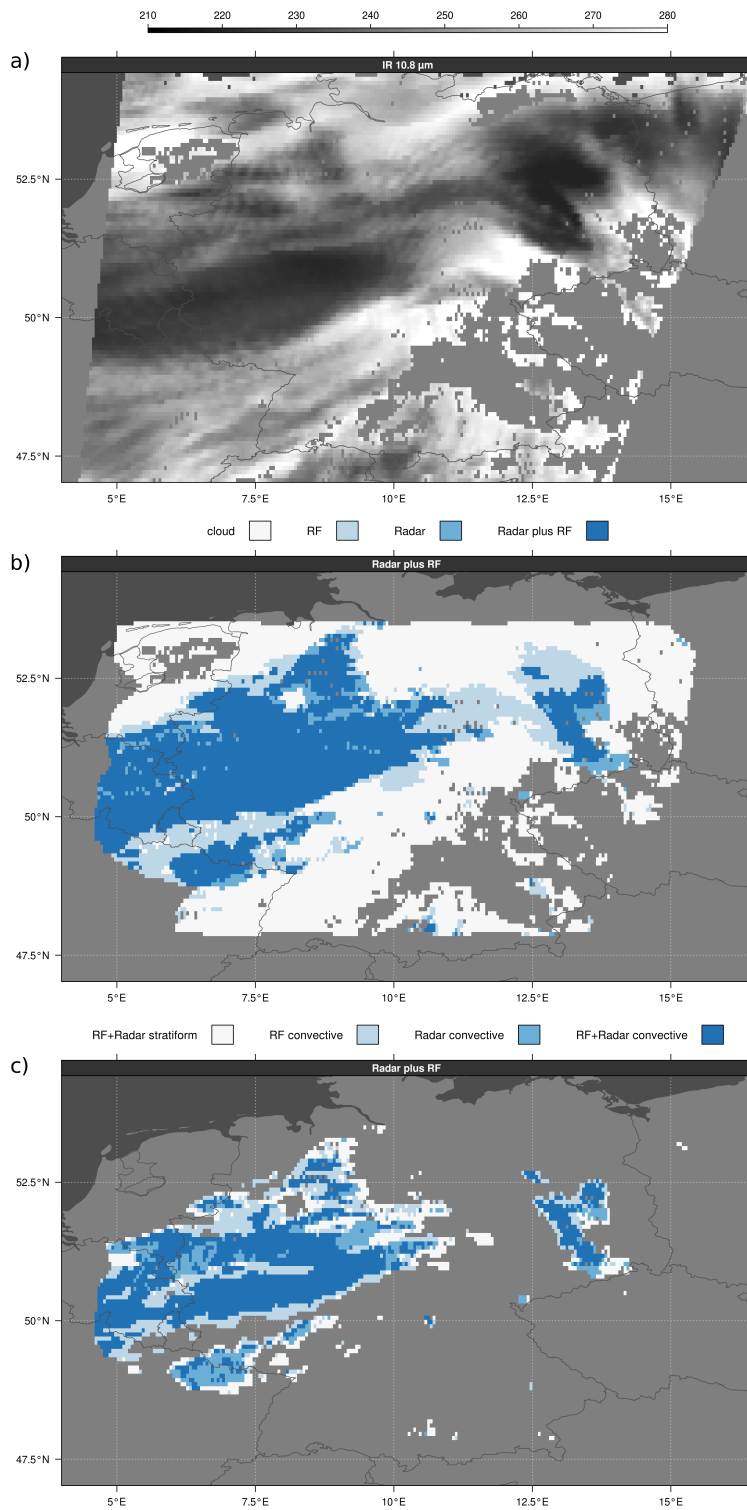 210 220 230 240 250 260 270 280
a)
IR 10.8 µm
52.5°N
50°N
47.5°N
5°E 7.5°E 10°E 12.5°E 15°E
cloud RF Radar Radar plus RF
b)
Radar plus RF
52.5°N
50°N
47.5°N
5°E 7.5°E 10°E 12.5°E 15°E
RF+Radar stratiform RF convective Radar convective RF+Radar convective
c)
Radar plus RF
52.5°N
50°N
47.5°N
5°E 7.5°E 10°E 12.5°E 15°E